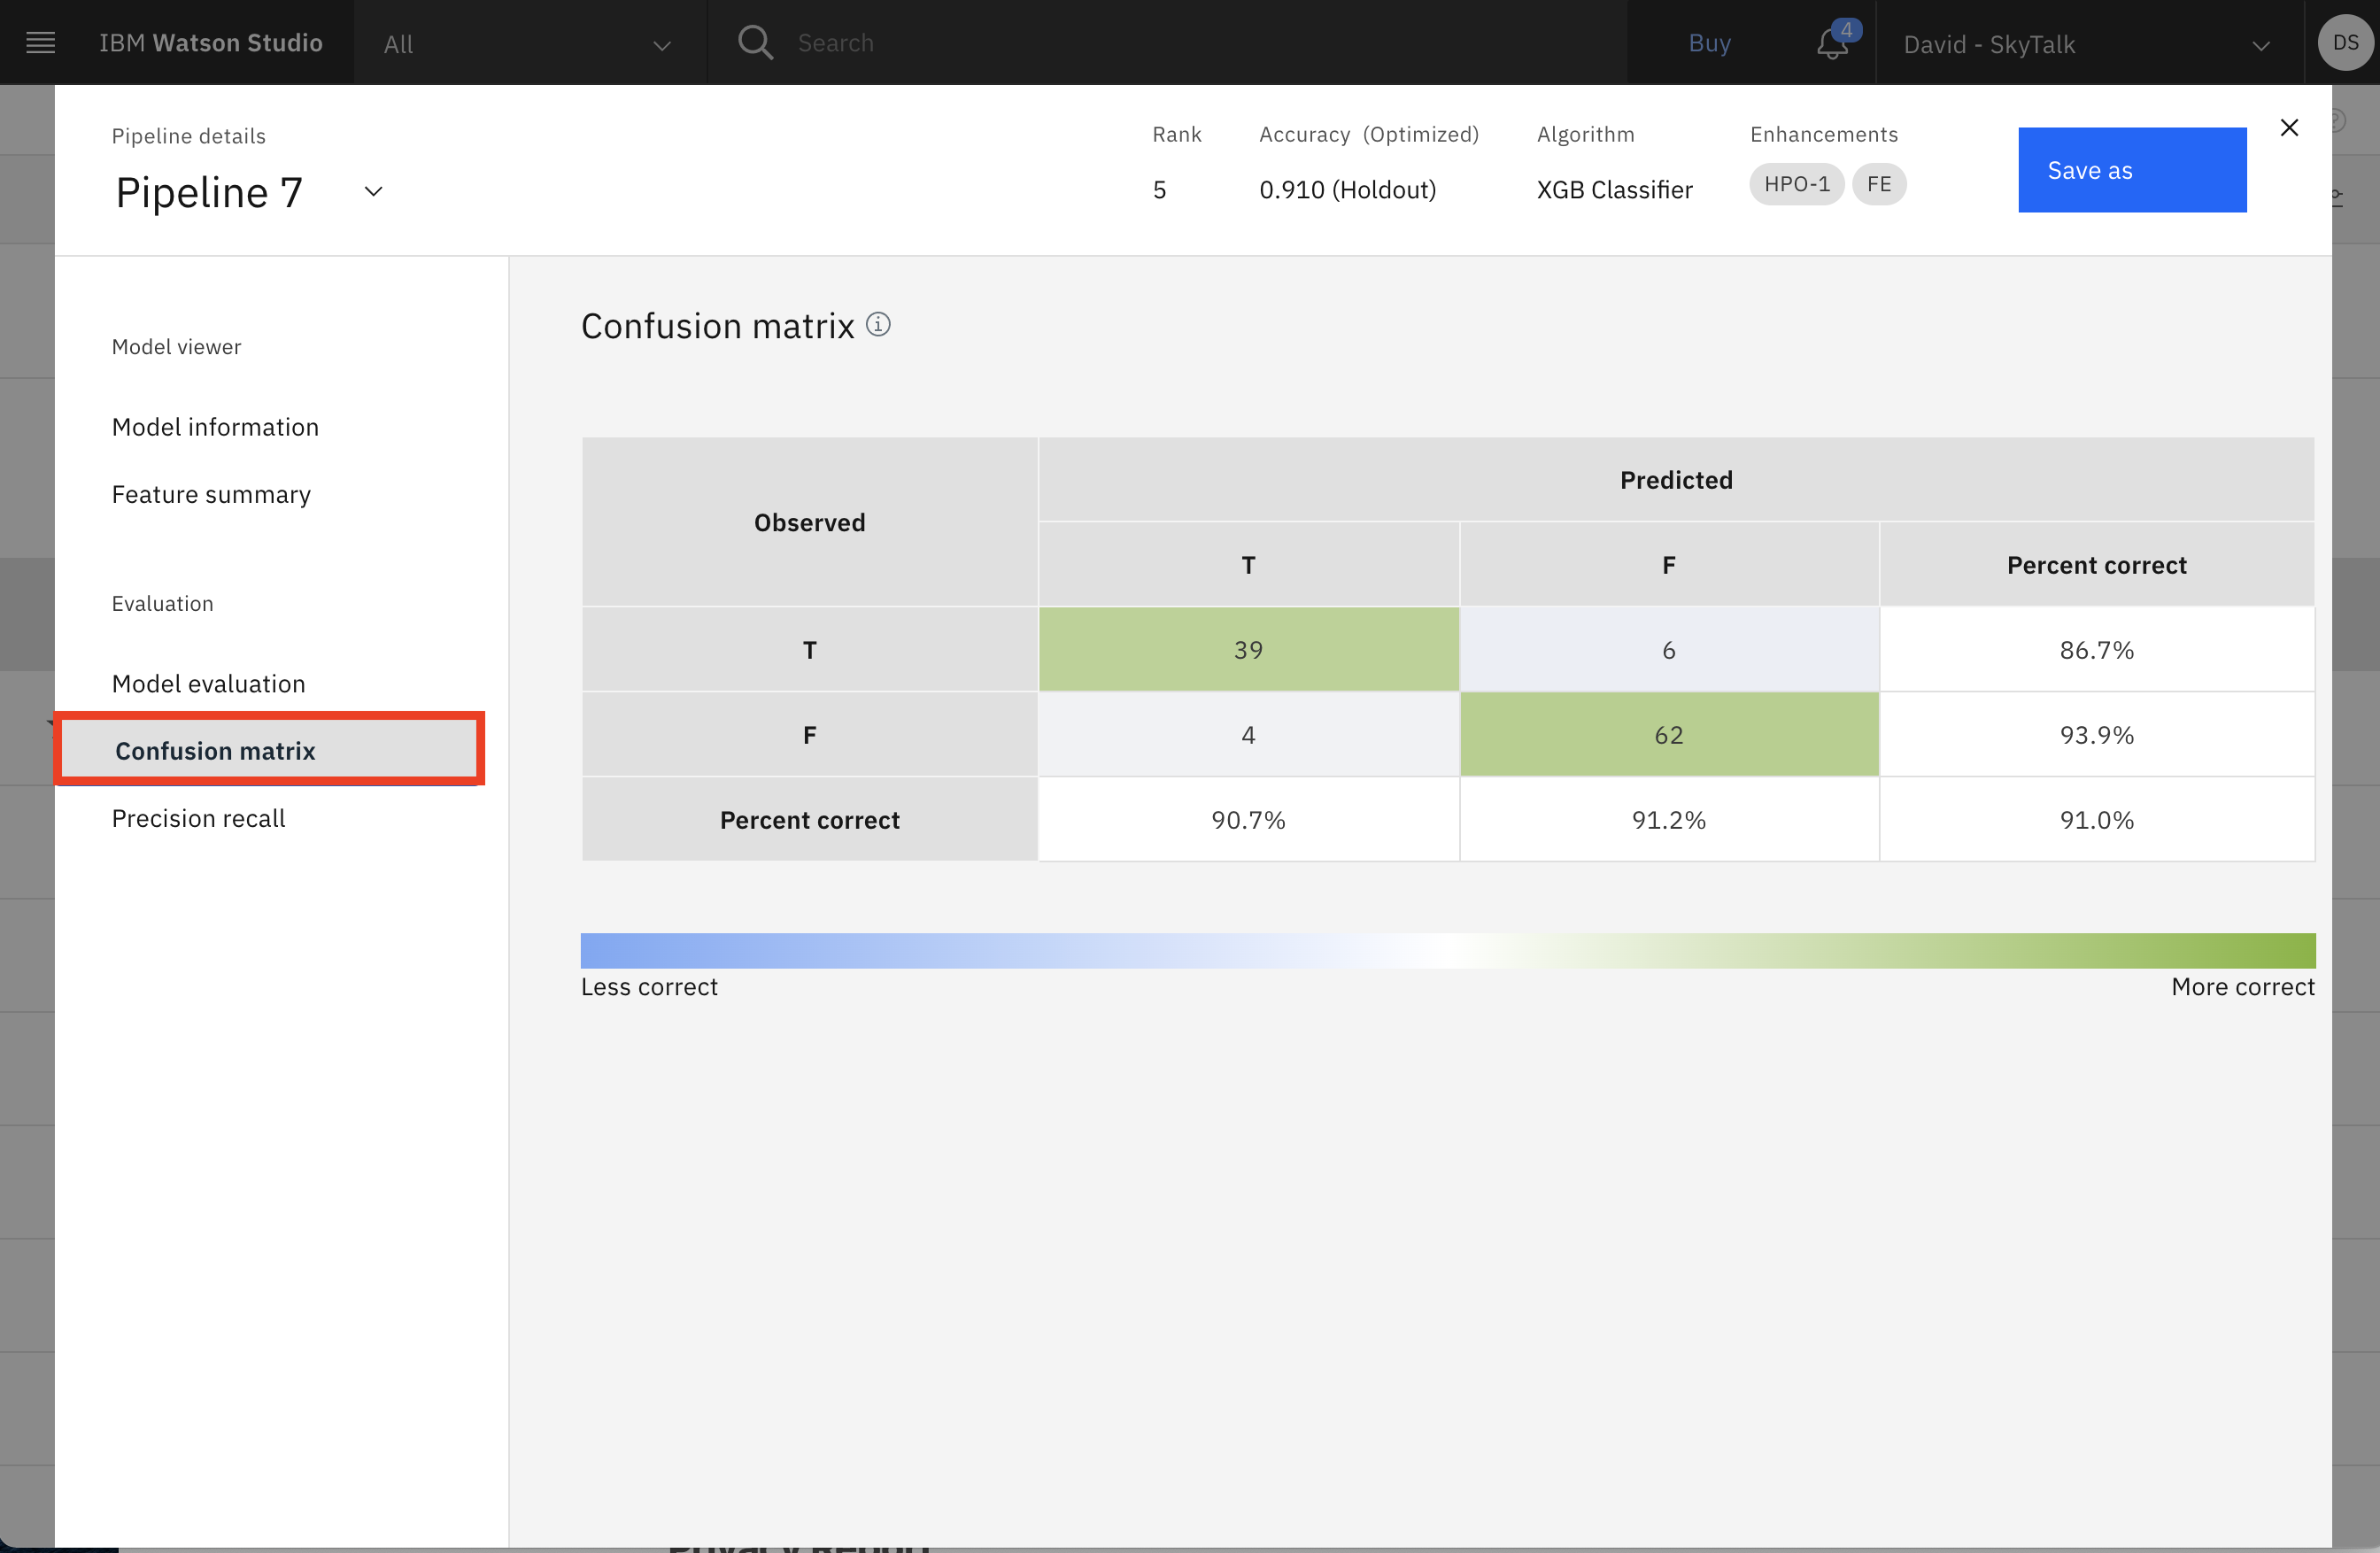 IBM Watson Studio
All
Search
Buy
4
David - SkyTalk
DS
Pipeline details
Pipeline 7
Rank
5
Accuracy (Optimized)
0.910 (Holdout)
Algorithm
XGB Classifier
Enhancements
HPO-1 FE
Save as
Model viewer
Model information
Feature summary
Evaluation
Model evaluation
Confusion matrix
Precision recall
Confusion matrix
Observed
Predicted
T F Percent correct
T 39 6 86.7%
F 4 62 93.9%
Percent correct 90.7% 91.2% 91.0%
Less correct
More correct
Privacy Report